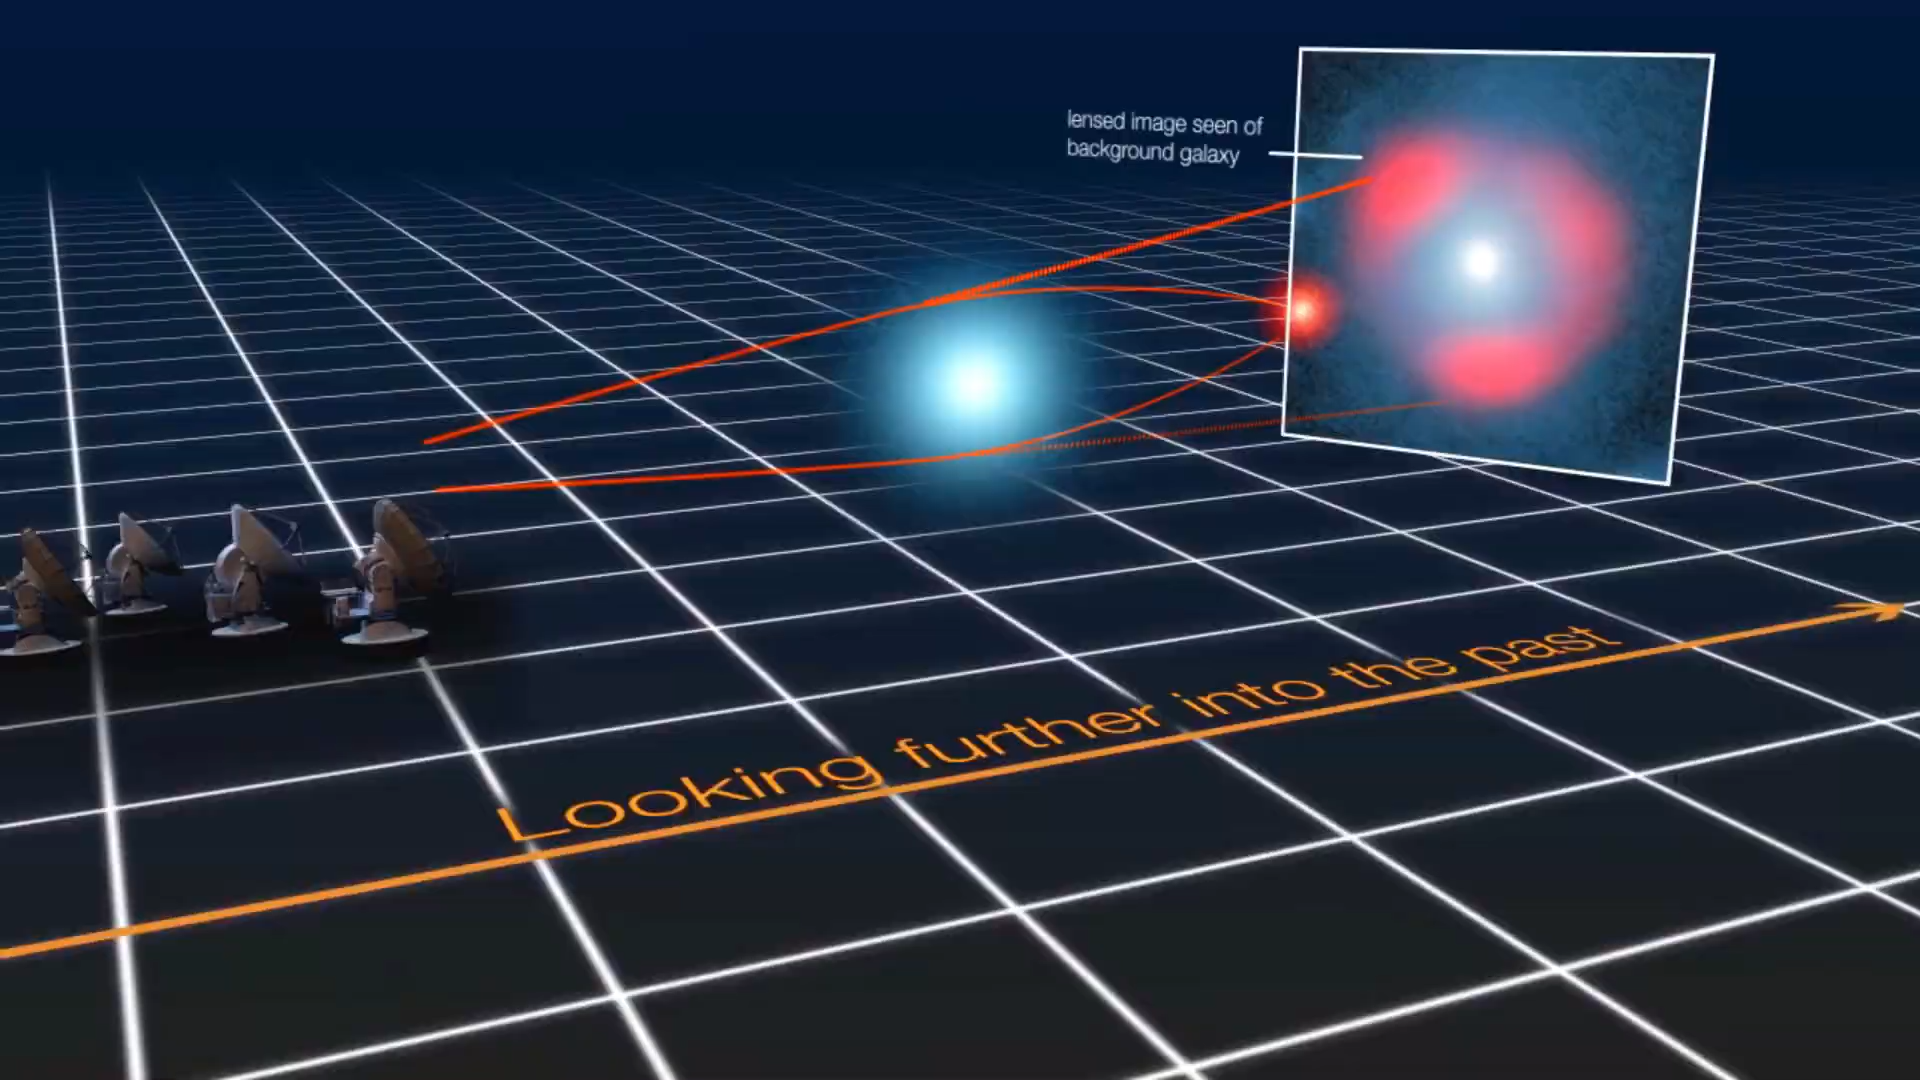 lensed image seen of
background galaxy
Looking further into the past